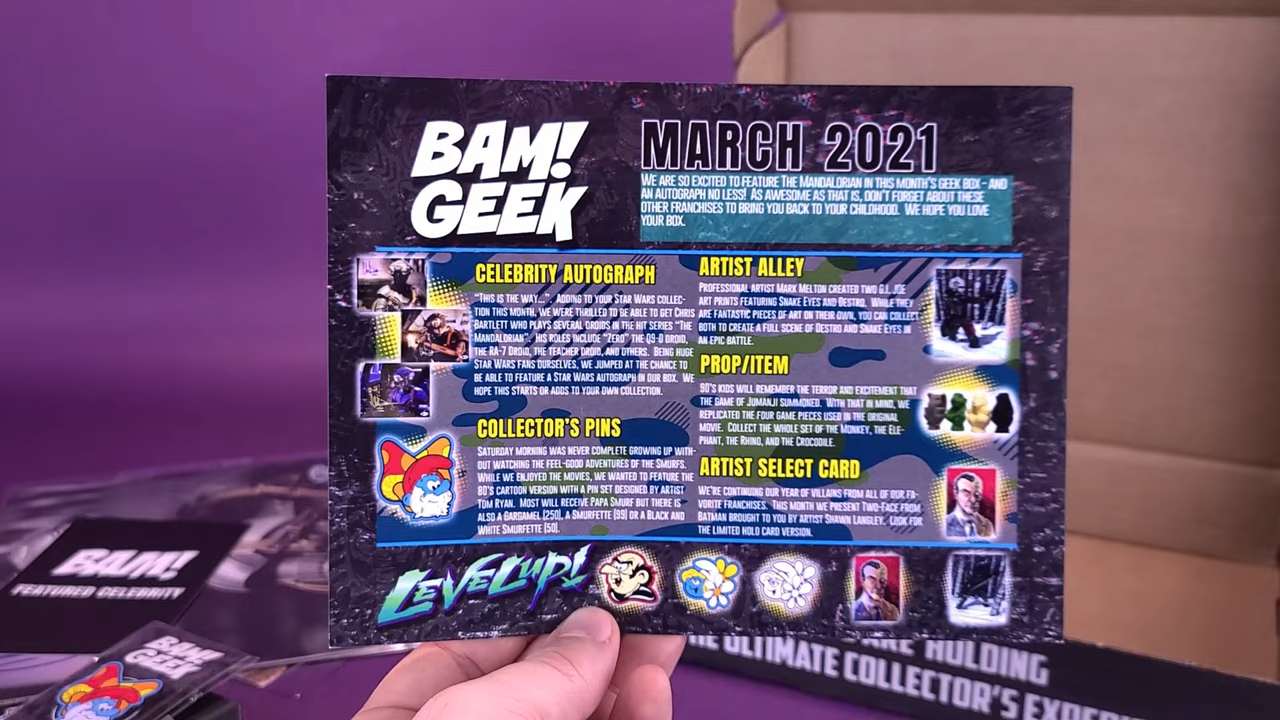 BAM!
GEEK
MARCH 2021
WE ARE SO EXCITED TO FEATURE THE MANDALORIAN IN THIS MONTH'S GEEK BOX - AND
AN AUTOGRAPH NO LESS! AS AWESOME AS THAT IS, DON'T FORGET ABOUT THESE
OTHER FRANCHISES TO BRING YOU BACK TO YOUR CHILDHOOD. WE HOPE YOU LOVE
YOUR BOX.
CELEBRITY AUTOGRAPH
"THIS IS THE WAY...". ADDING TO YOUR STAR WARS COLLEC-
TION THIS MONTH, WE WERE THRILLED TO BE ABLE TO GET CHRIS
BARTLETT WHO PLAYS SEVERAL DROIDS IN THE HIT SERIES "THE
MANDALORIAN". HIS ROLES INCLUDE "ZERO" THE Q9-0 DROID,
THE RA-7 DROID, THE TEACHER DROID, AND OTHERS. BEING HUGE
STAR WARS FANS OURSELVES, WE JUMPED AT THE CHANCE TO
BE ABLE TO FEATURE A STAR WARS AUTOGRAPH IN OUR BOX. WE
HOPE THIS STARTS OR ADDS TO YOUR OWN COLLECTION.
COLLECTOR'S PINS
SATURDAY MORNING WAS NEVER COMPLETE GROWING UP WITH-
OUT WATCHING THE FEEL-GOOD ADVENTURES OF THE SMURFS.
WHILE WE ENJOYED THE MOVIES, WE WANTED TO FEATURE THE
80'S CARTOON VERSION WITH A PIN SET DESIGNED BY ARTIST
TOM RYAN. MOST WILL RECEIVE PAPA SMURF BUT THERE IS
ALSO A GARGAMEL (250), A SMURFETTE (99) OR A BLACK AND
WHITE SMURFETTE (50).
ARTIST ALLEY
PROFESSIONAL ARTIST MARK MELTON CREATED TWO G.I. JOE
ART PRINTS FEATURING SNAKE EYES AND DESTRO. WHILE THEY
ARE FANTASTIC PIECES OF ART ON THEIR OWN, YOU CAN COLLECT
BOTH TO CREATE A FULL SCENE OF DESTRO AND SNAKE EYES IN
AN EPIC BATTLE.
PROP/ITEM
90'S KIDS WILL REMEMBER THE TERROR AND EXCITEMENT THAT
THE GAME OF JUMANJI SUMMONED. WITH THAT IN MIND, WE
REPLICATED THE FOUR GAME PIECES USED IN THE ORIGINAL
MOVIE. COLLECT THE WHOLE SET OF THE MONKEY, THE ELE-
PHANT, THE RHINO, AND THE CROCODILE.
ARTIST SELECT CARD
WE'RE CONTINUING OUR YEAR OF VILLAINS FROM ALL OF OUR FA-
VORITE FRANCHISES. THIS MONTH WE PRESENT TWO-FACE FROM
BATMAN BROUGHT TO YOU BY ARTIST SHAWN LANGLEY. LOOK FOR
THE LIMITED HOLO CARD VERSION.
LEVEL UP!
BAM!
FEATURED CELEBRITY
BAM!
GEEK
HOLDING
ULTIMATE COLLECTOR'S